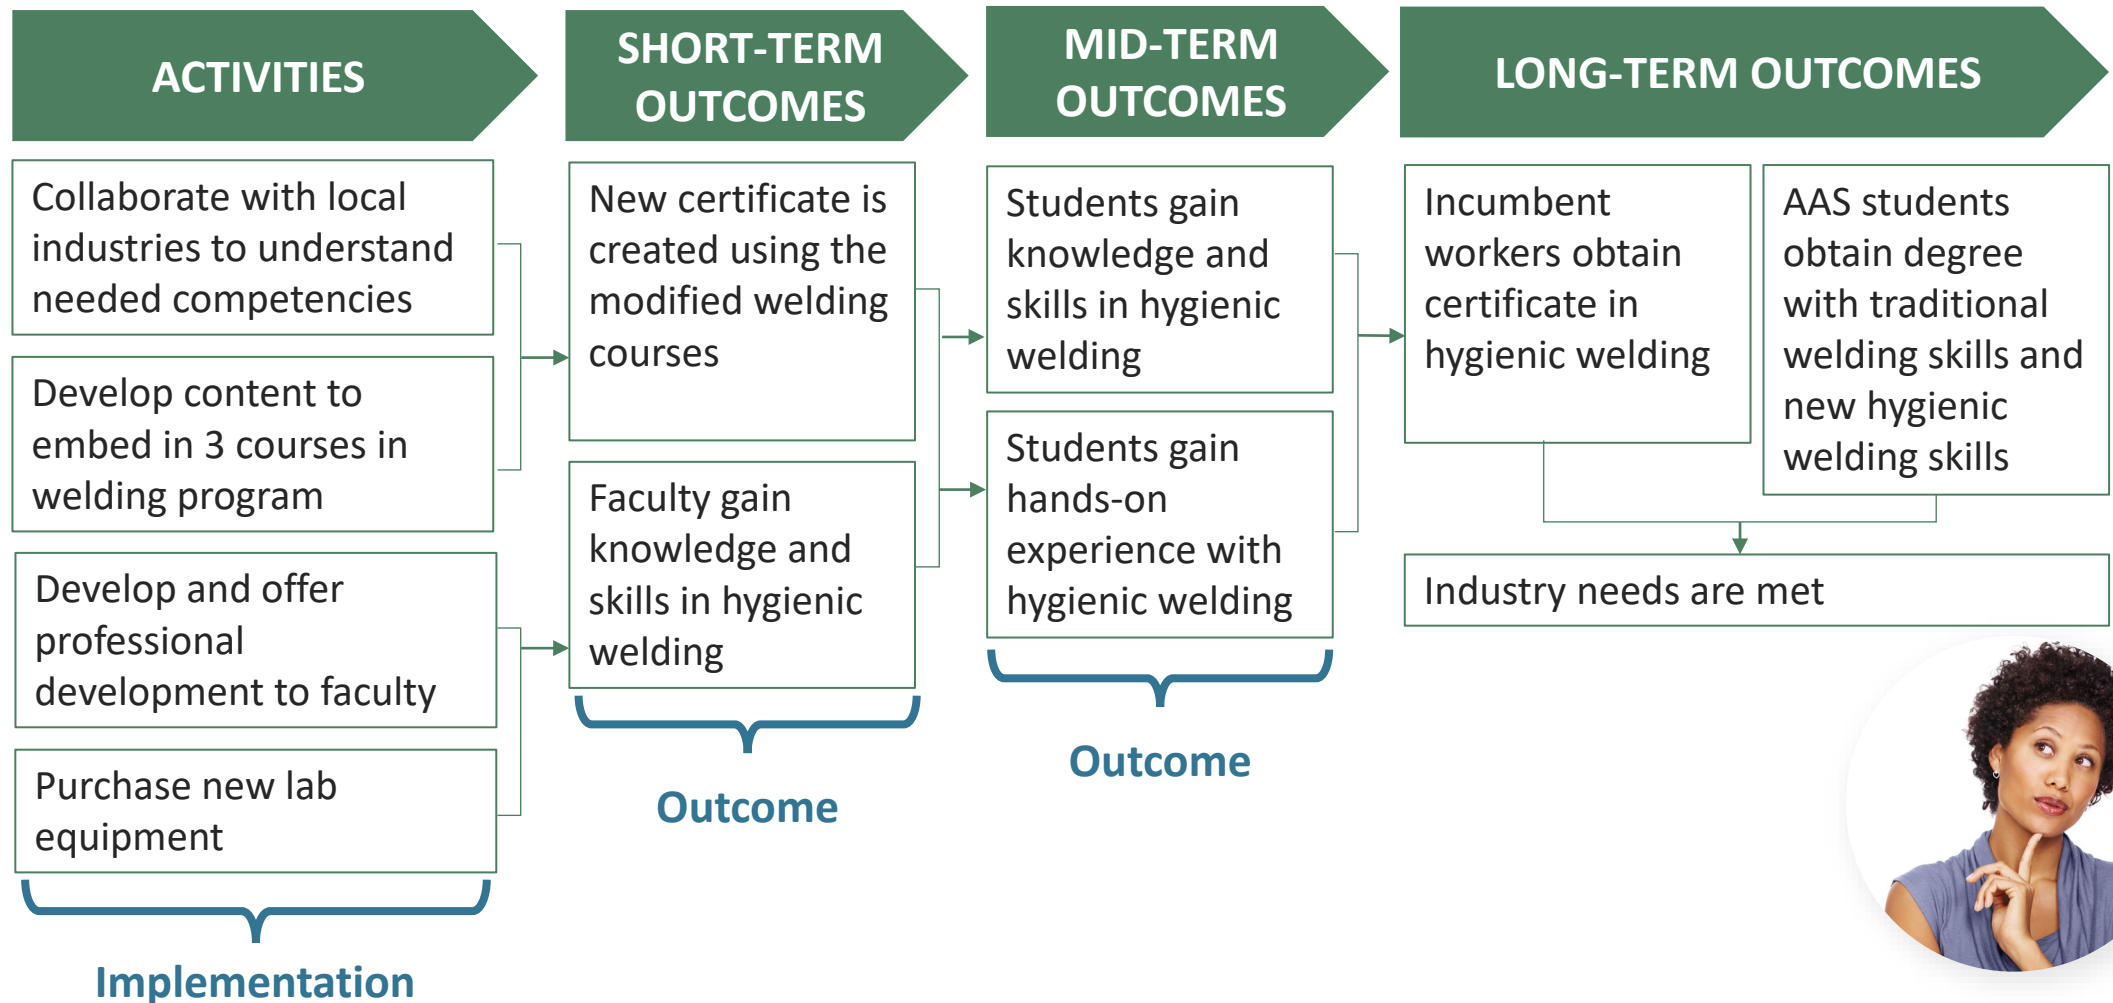 ACTIVITIES
SHORT-TERM
OUTCOMES
MID-TERM
OUTCOMES
LONG-TERM OUTCOMES
Collaborate with local
industries to understand
needed competencies
Develop content to
embed in 3 courses in
welding program
Develop and offer
professional
development to faculty
Purchase new lab
equipment
Implementation
New certificate is
created using the
modified welding
courses
Faculty gain
knowledge and
skills in hygienic
welding
Outcome
Students gain
knowledge and
skills in hygienic
welding
Students gain
hands-on
experience with
hygienic welding
Outcome
Incumbent
workers obtain
certificate in
hygienic welding
AAS students
obtain degree
with traditional
welding skills and
new hygienic
welding skills
Industry needs are met